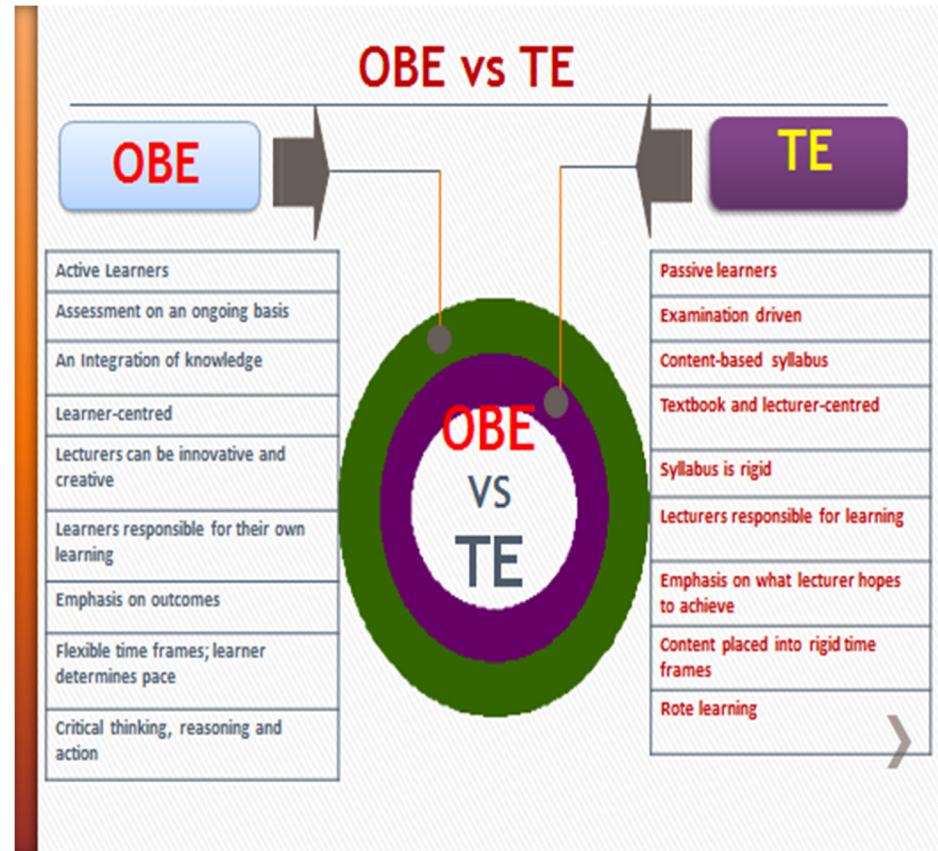 OBE vs TE
OBE
TE
Active Learners
Assessment on an ongoing basis
An Integration of knowledge
Learner-centred
Lecturers can be innovative and
creative
Learners responsible for their own
learning
Emphasis on outcomes
Flexible time frames; learner
determines pace
Critical thinking, reasoning and
action
OBE
VS
TE
Passive learners
Examination driven
Content-based syllabus
Textbook and lecturer-centred
Syllabus is rigid
Lecturers responsible for learning
Emphasis on what lecturer hopes
to achieve
Content placed into rigid time
frames
Rote learning